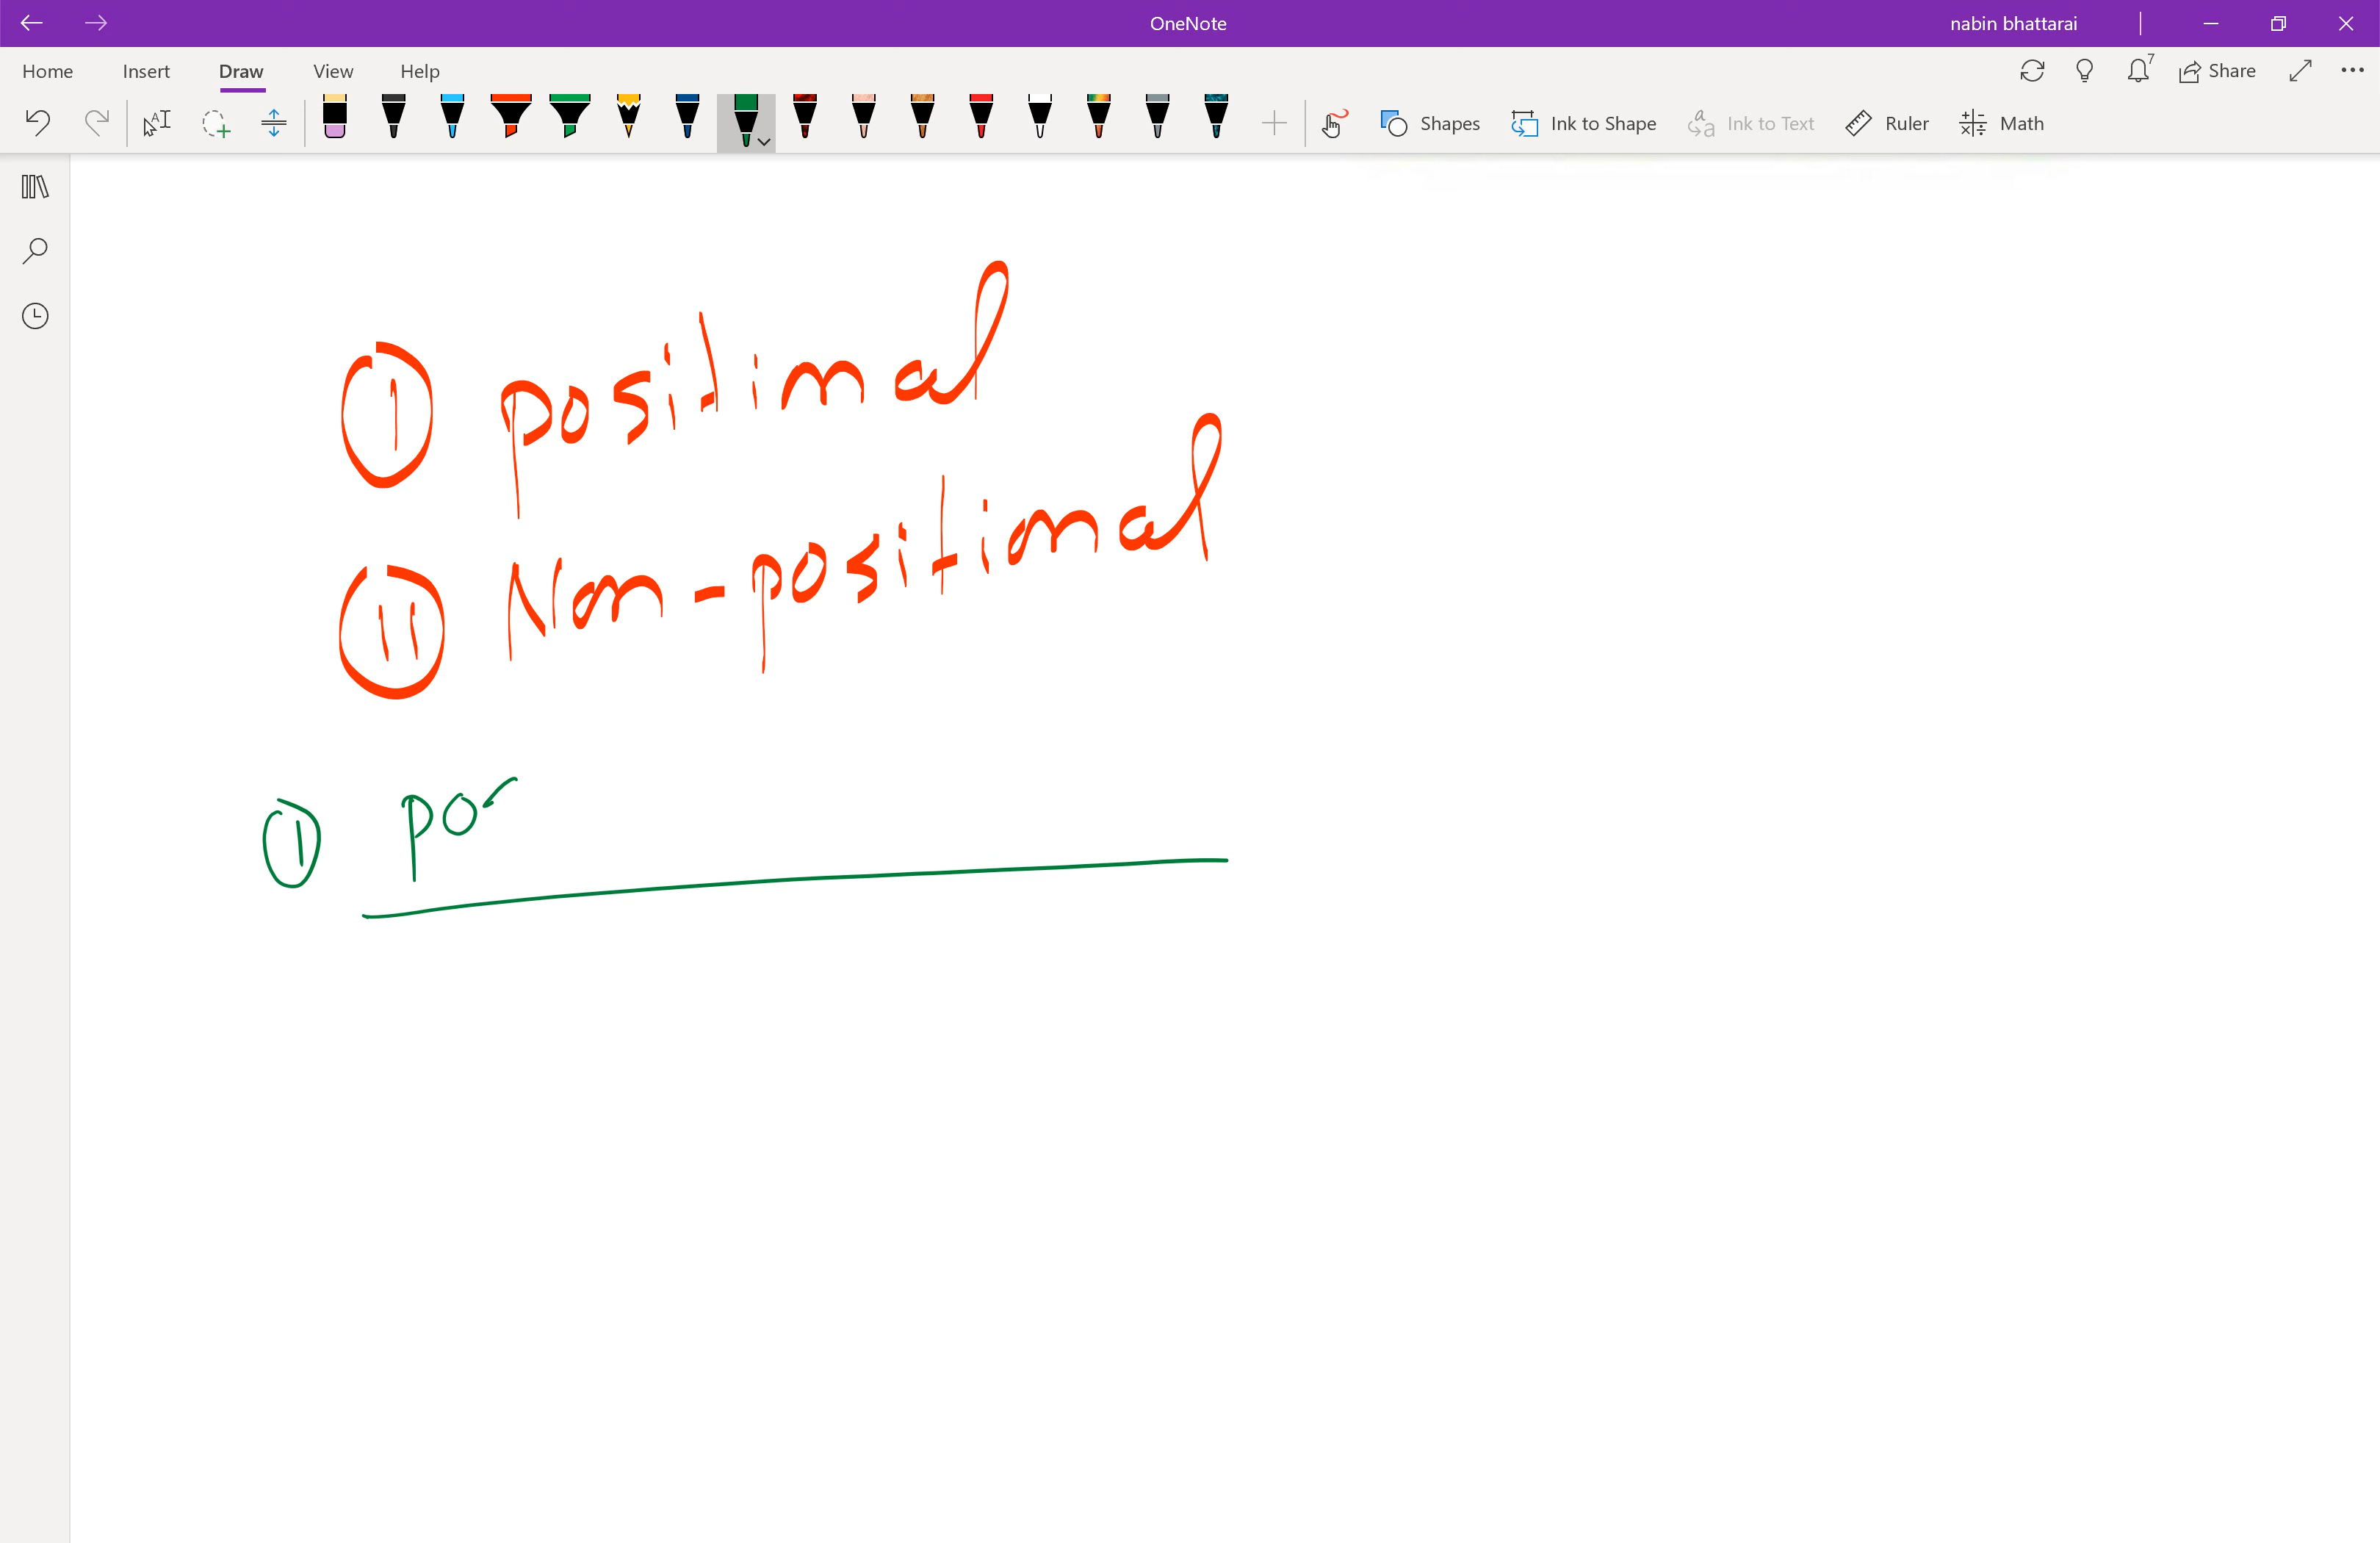 OneNote
nabin bhattarai
Home Insert Draw View Help
7 Share
Shapes Ink to Shape Ink to Text Ruler Math
I positional
II Non-positional
I po